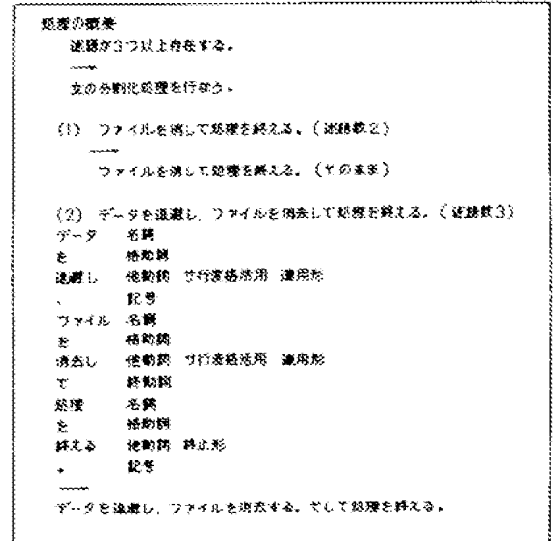 処理の概要
述語が3つ以上存在する。
文の分割化処理を行なう。
(1) ファイルを消して処理を終える。(述語数2)
ファイルを消して処理を終える。(そのまま)
(2) データを退避し、ファイルを消去して処理を終える。(述語数3)
データ 名詞
を 格助詞
退避し 他動詞 サ行変格活用 連用形
、 記号
ファイル 名詞
を 格助詞
消去し 他動詞 サ行変格活用 連用形
て
処理 名詞
を 格助詞
終える 他動詞 終止形
。 記号
データを退避し、ファイルを消去する。そして処理を終える。